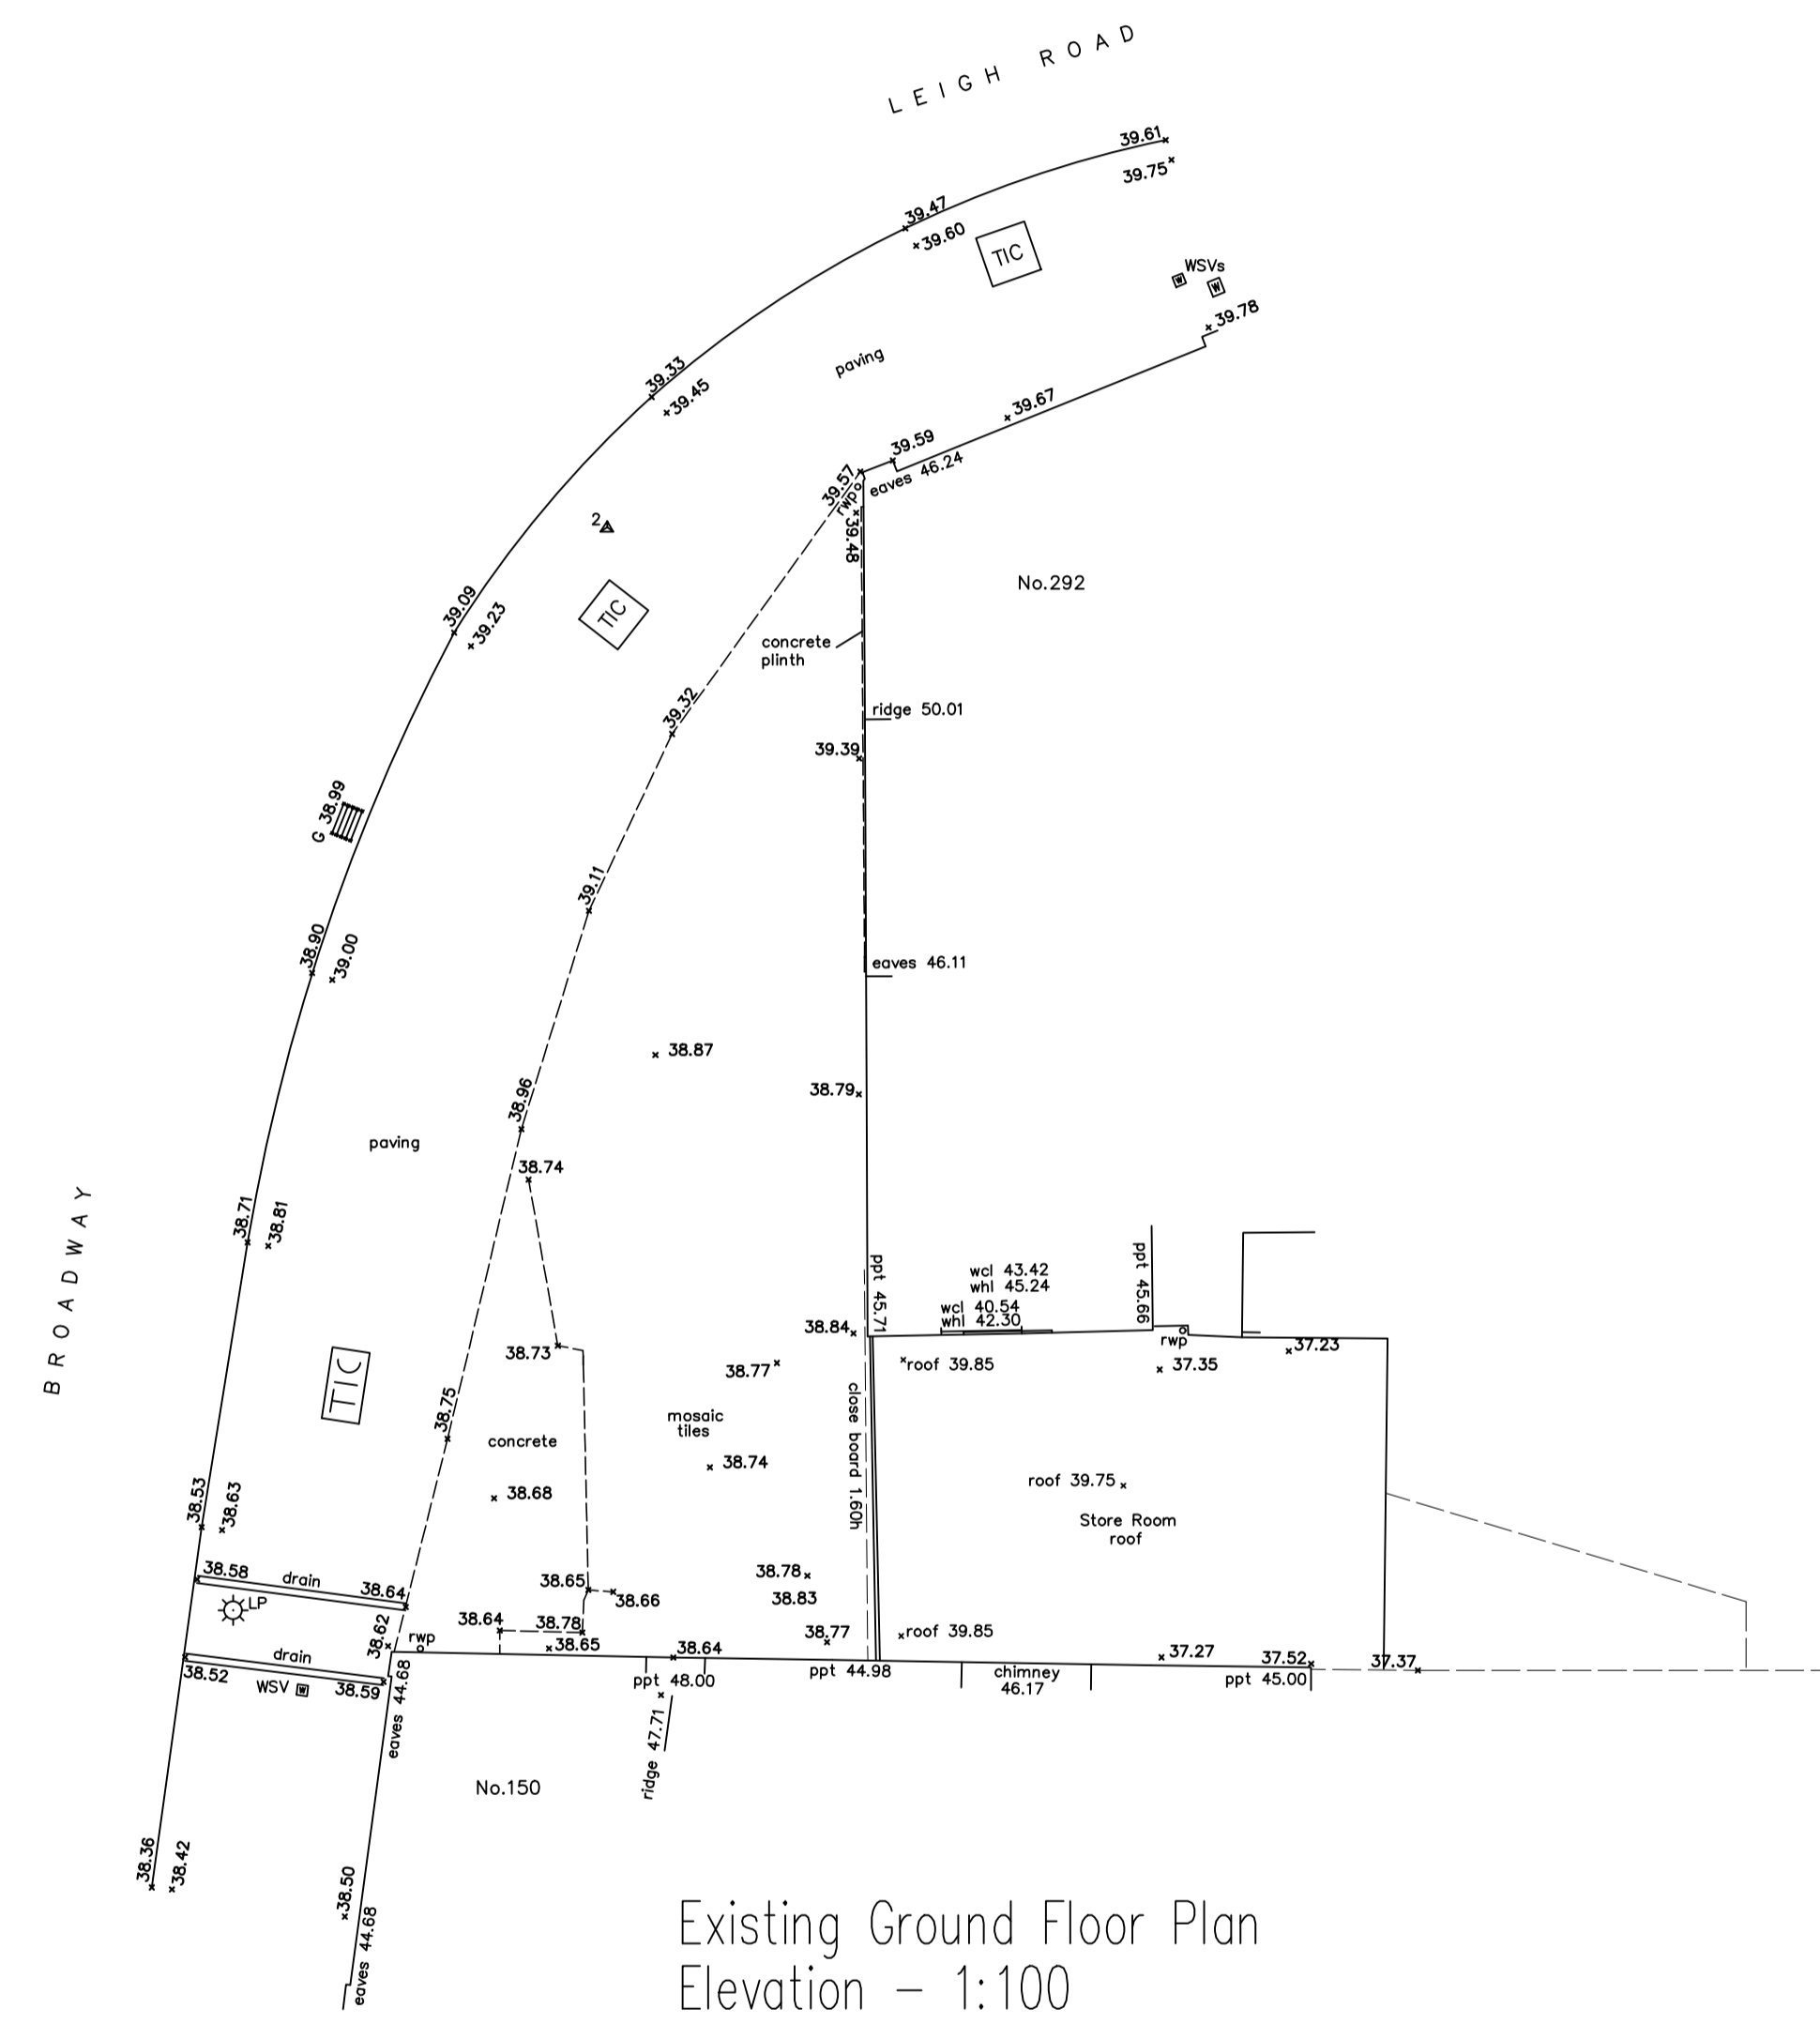 LEIGH ROAD
39.61
39.75
39.47
39.60
TIC
WSVs
W
W
39.78
39.33
39.45
paving
39.67
39.59
eaves 46.24
39.57
rwp
39.48
2
No.292
39.09
39.23
TIC
concrete
plinth
39.32
ridge 50.01
39.39
G 38.99
39.11
38.90
39.00
eaves 46.11
38.87
38.79
38.96
paving
38.74
BROADWAY
38.71
38.81
ppt 45.71
wcl 43.42
whl 45.24
wcl 40.54
whl 42.30
ppt 45.66
rwp
38.84
37.23
37.35
38.73
38.77
roof 39.85
TIC
38.75
close board 1.60h
mosaic
tiles
concrete
38.74
roof 39.75
38.68
38.53
38.63
Store Room
roof
38.58
drain
38.64
38.65
38.66
38.78
38.83
LP
38.62
rwp
38.64
38.78
38.65
38.64
38.77
roof 39.85
37.27
37.52
37.37
drain
38.52
WSV
W
38.59
eaves 44.68
ppt 48.00
ppt 44.98
chimney
46.17
ppt 45.00
ridge 47.71
No.150
38.36
38.42
38.50
eaves 44.68
Existing Ground Floor Plan
Elevation - 1:100